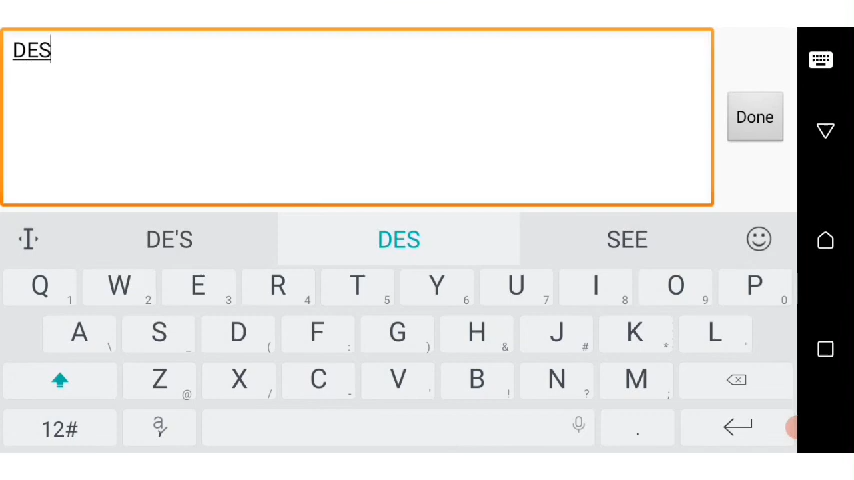 DES
Done
DE'S DES SEE
Q 1 W 2 E 3 R 4 T 5 Y 6 U 7 I 8 O 9 P 0
A \ S _ D ( F : G ) H & J # K * L '
Z @ X / C - V ' B ! N ? M ;
12# a .